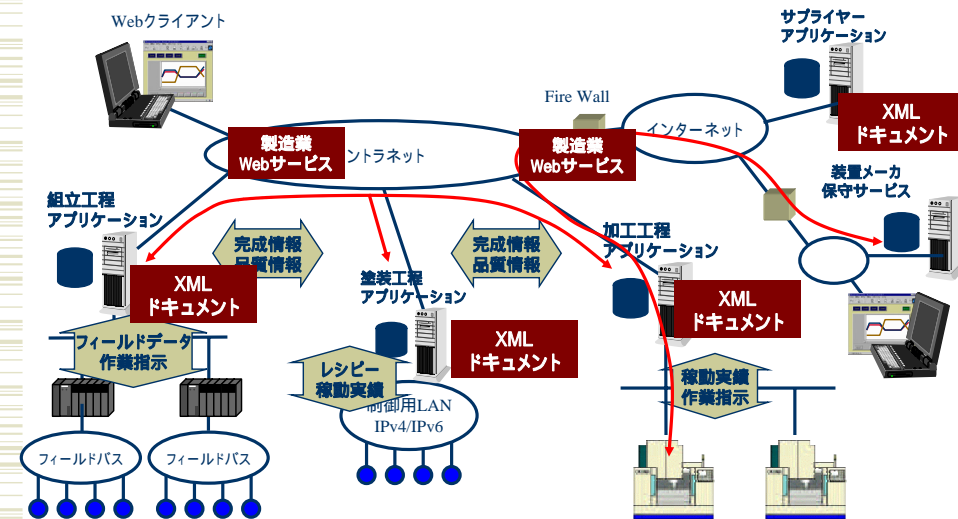 Webクライアント
サプライヤー
アプリケーション
XML
ドキュメント
Fire Wall
インターネット
製造業
Webサービス
ントラネット
製造業
Webサービス
装置メーカ
保守サービス
組立工程
アプリケーション
XML
ドキュメント
完成情報
品質情報
塗装工程
アプリケーション
XML
ドキュメント
完成情報
品質情報
加工工程
アプリケーション
XML
ドキュメント
フィールドデータ
作業指示
レシピー
稼動実績
制御用LAN
IPv4/IPv6
稼動実績
作業指示
フィールドバス
フィールドバス